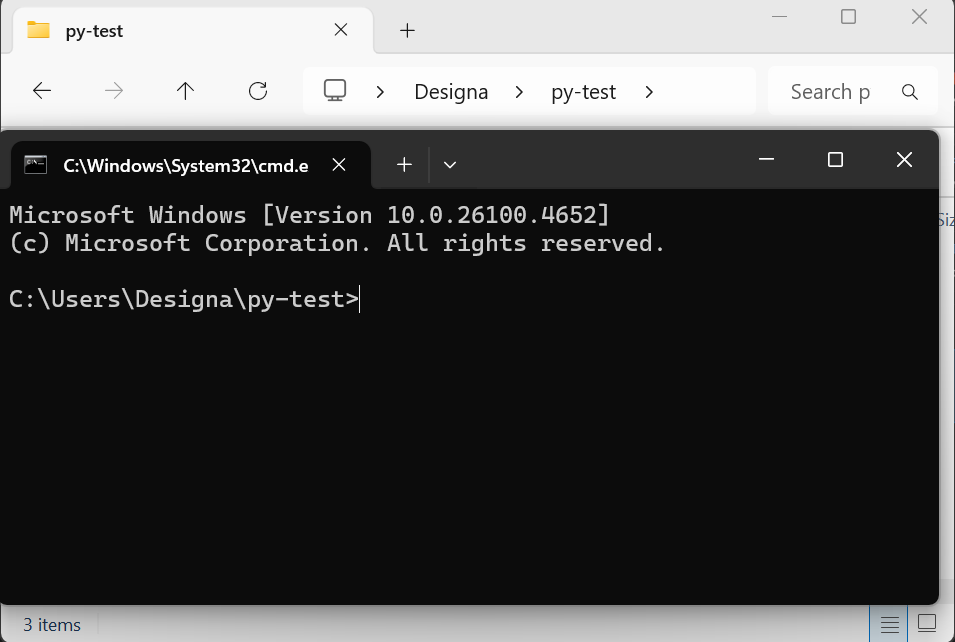 py-test
Designa > py-test >
Search p
C:\Windows\System32\cmd.e
Microsoft Windows [Version 10.0.26100.4652]
(c) Microsoft Corporation. All rights reserved.
C:\Users\Designa\py-test>
Siz
3 items